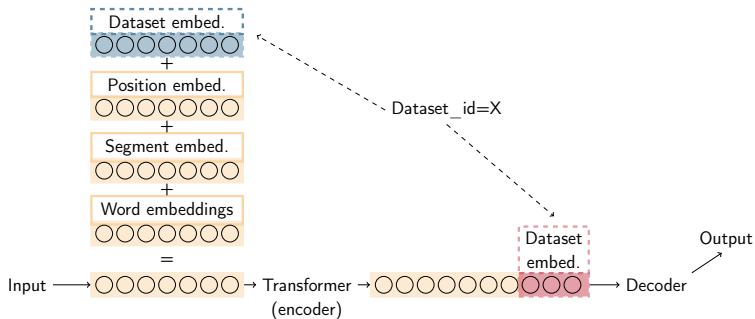 Dataset embed.
+
Position embed.
+
Segment embed.
+
Word embeddings
=
Dataset_id=X
Dataset
embed.
Input
Transformer
(encoder)
Decoder
Output